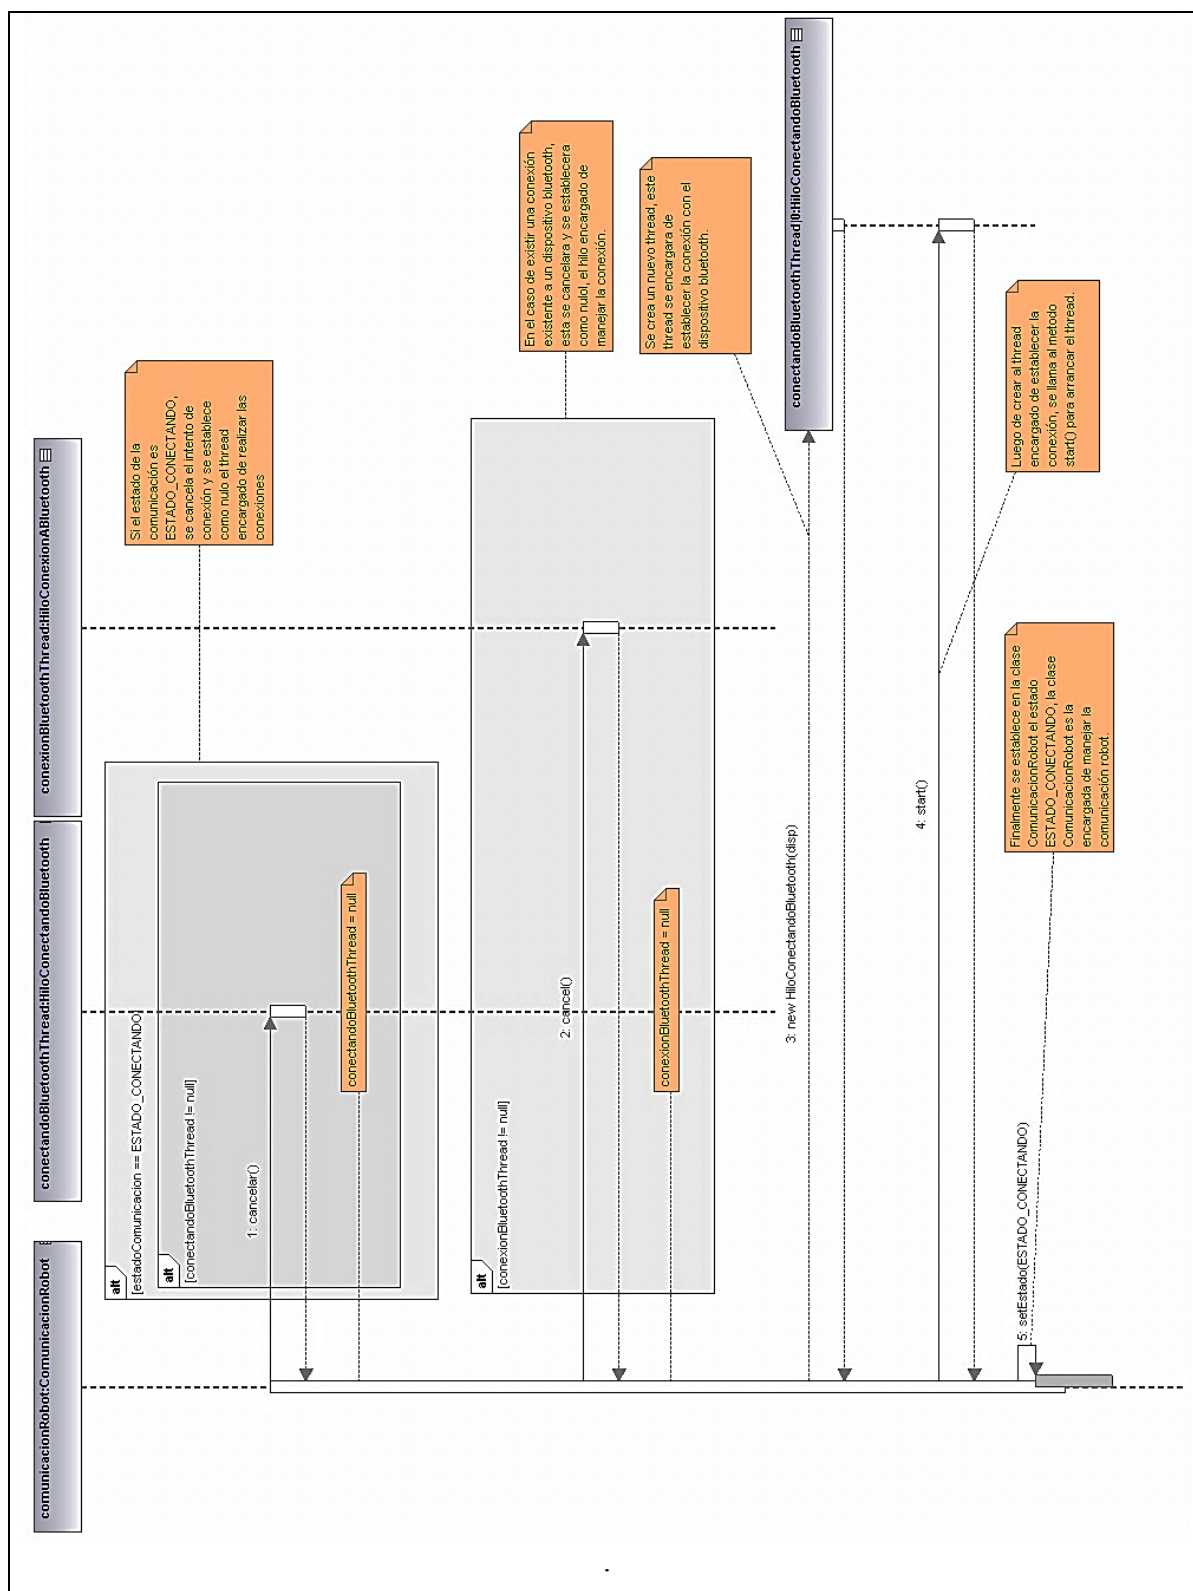 comunicacionRobot:ComunicacionRobot
conectandoBluetoothThread:HiloConectandoBluetooth
conexionBluetoothThread:HiloConexionABluetooth
alt
[estadoComunicacion == ESTADO_CONECTANDO]
Si el estado de la
comunicación es
ESTADO_CONECTANDO,
se cancela el intento de
conexión y se establece
como nulo el thread
encargado de realizar las
conexiones
alt
[conectandoBluetoothThread != null]
1: cancelar()
conectandoBluetoothThread = null
alt
[conexionBluetoothThread != null]
En el caso de existir una conexión
existente a un dispositivo bluetooth,
esta se cancelara y se establecera
como nulol, el hilo encargado de
manejar la conexión.
2: cancel()
conexionBluetoothThread = null
Se crea un nuevo thread, este
thread se encargara de
establecer la conexión con el
dispositivo bluetooth.
3: new HiloConectandoBluetooth(disp)
conectandoBluetoothThread|0:HiloConectandoBluetooth
4: start()
Luego de crear al thread
encargado de establecer la
conexión, se llama al metodo
start() para arrancar el thread.
5: setEstado(ESTADO_CONECTANDO)
Finalmente se establece en la clase
ComunicacionRobot el estado
ESTADO_CONECTANDO, la clase
ComunicacionRobot es la
encargada de manejar la
comunicación robot.